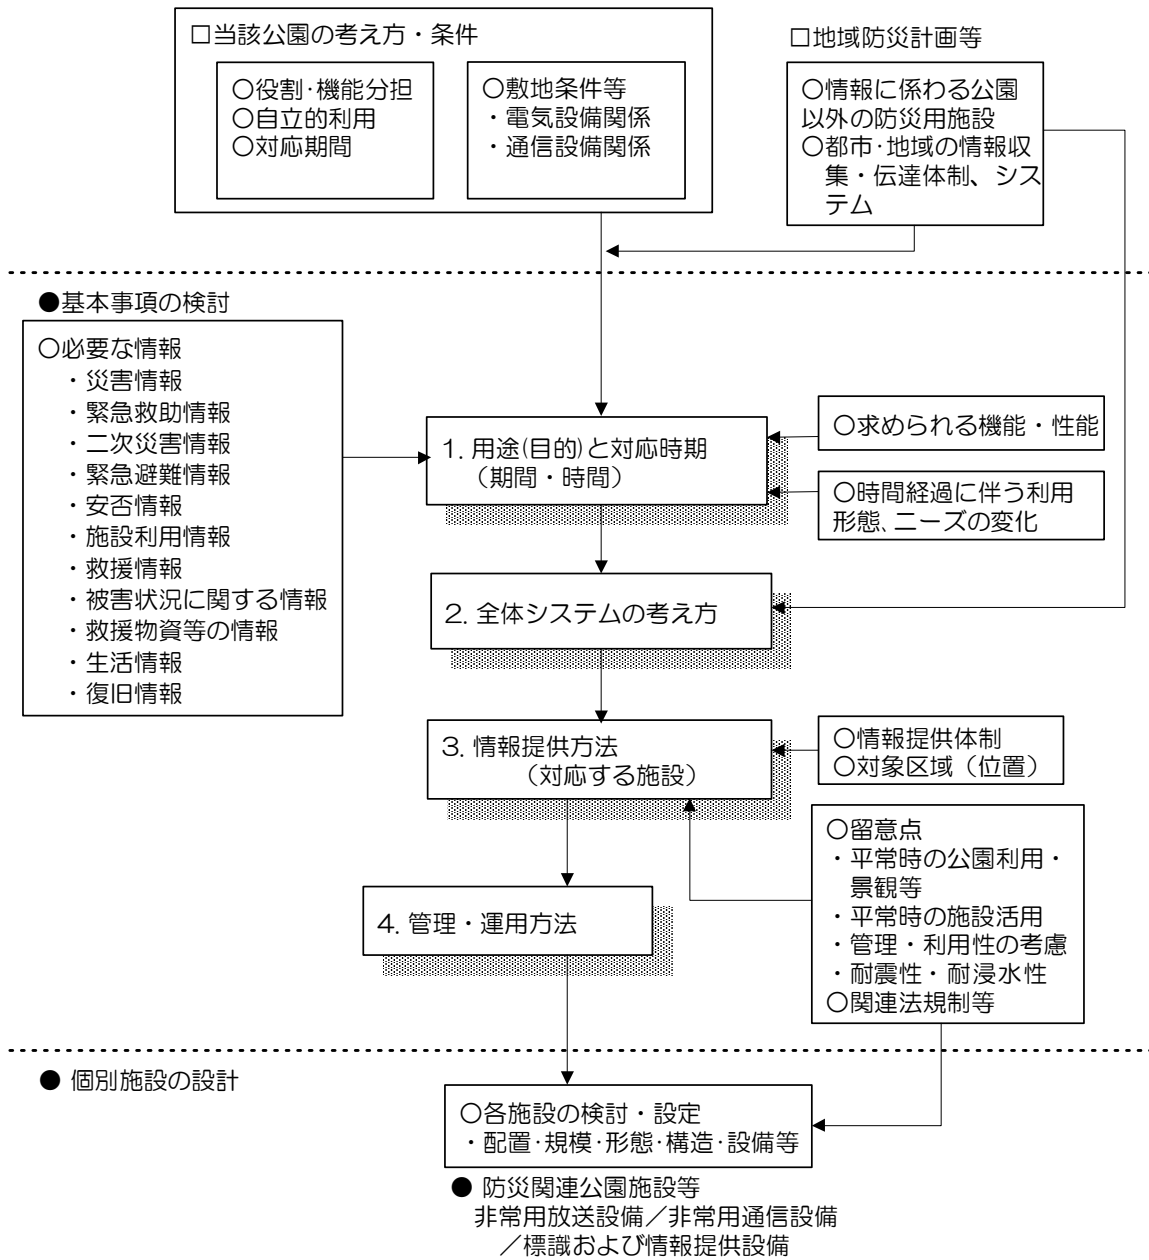 □当該公園の考え方・条件
○役割・機能分担
○自立的利用
○対応期間
○敷地条件等
・電気設備関係
・通信設備関係
□地域防災計画等
○情報に係わる公園
以外の防災用施設
○都市・地域の情報収
集・伝達体制、シス
テム
●基本事項の検討
○必要な情報
・災害情報
・緊急救助情報
・二次災害情報
・緊急避難情報
・安否情報
・施設利用情報
・救援情報
・被害状況に関する情報
・救援物資等の情報
・生活情報
・復旧情報
1. 用途(目的)と対応時期
（期間・時間）
○求められる機能・性能
○時間経過に伴う利用
形態、ニーズの変化
2. 全体システムの考え方
3. 情報提供方法
（対応する施設）
○情報提供体制
○対象区域（位置）
○留意点
・平常時の公園利用・
景観等
・平常時の施設活用
・管理・利用性の考慮
・耐震性・耐浸水性
○関連法規制等
4. 管理・運用方法
● 個別施設の設計
○各施設の検討・設定
・配置・規模・形態・構造・設備等
● 防災関連公園施設等
非常用放送設備／非常用通信設備
／標識および情報提供設備